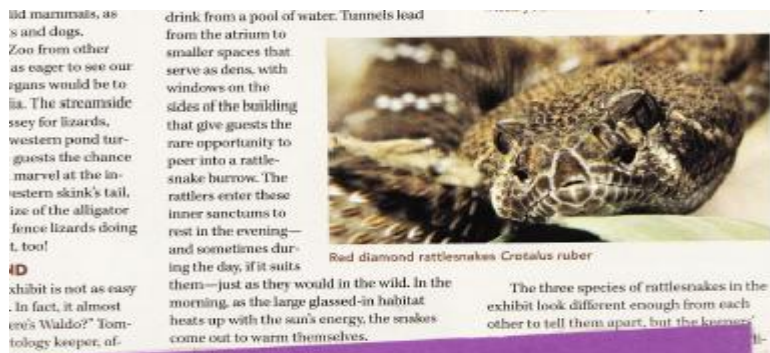 ild mammals, as
s and dogs.
Zoo from other
as eager to see our
egans would be to
lia. The streamside
ssey for lizards,
western pond tur-
guests the chance
marvel at the in-
estern skink's tail,
ize of the alligator
fence lizards doing
t, too!
ND
xhibit is not as easy
. In fact, it almost
ere's Waldo?" Tom-
tology keeper, of-
drink from a pool of water. Tunnels lead
from the atrium to
smaller spaces that
serve as dens, with
windows on the
sides of the building
that give guests the
rare opportunity to
peer into a rattle-
snake burrow. The
rattlers enter these
inner sanctums to
rest in the evening—
and sometimes dur-
ing the day, if it suits
them—just as they would in the wild. In the
morning, as the large glassed-in habitat
heats up with the sun's energy, the snakes
come out to warm themselves.
Red diamond rattlesnakes Crotalus ruber
The three species of rattlesnakes in the
exhibit look different enough from each
other to tell them apart, but the keepers'